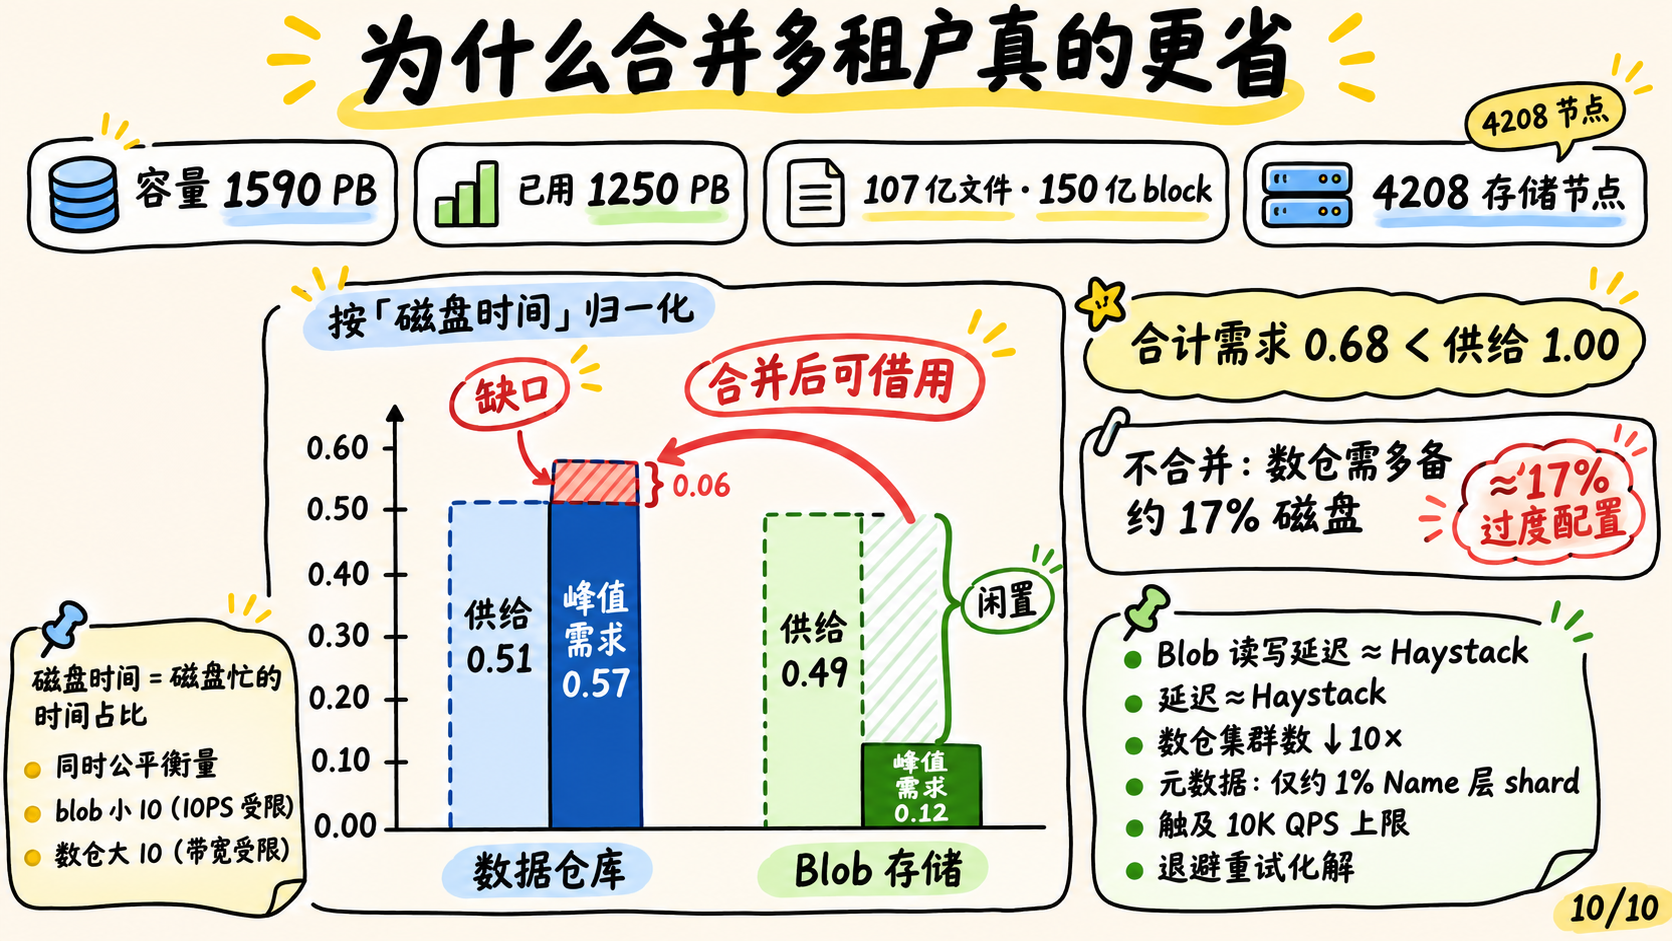 为什么合并多租户真的更省
4208 节点
容量 1590 PB
已用 1250 PB
107 亿文件 · 150 亿 block
4208 存储节点
按「磁盘时间」归一化
缺口
合并后可借用
0.60
0.50
0.40
0.30
0.20
0.10
0.00
0.06
供给
0.51
峰值
需求
0.57
供给
0.49
闲置
峰值
需求
0.12
数据仓库
Blob 存储
磁盘时间 = 磁盘忙的
时间占比
同时公平衡量
blob 小 IO (IOPS 受限)
数仓大 IO (带宽受限)
合计需求 0.68 < 供给 1.00
不合并：数仓需多备
约 17% 磁盘
≈17%
过度配置
Blob 读写延迟 ≈ Haystack
延迟≈Haystack
数仓集群数 ↓10×
元数据：仅约 1% Name 层 shard
触及 10K QPS 上限
退避重试化解
10/10